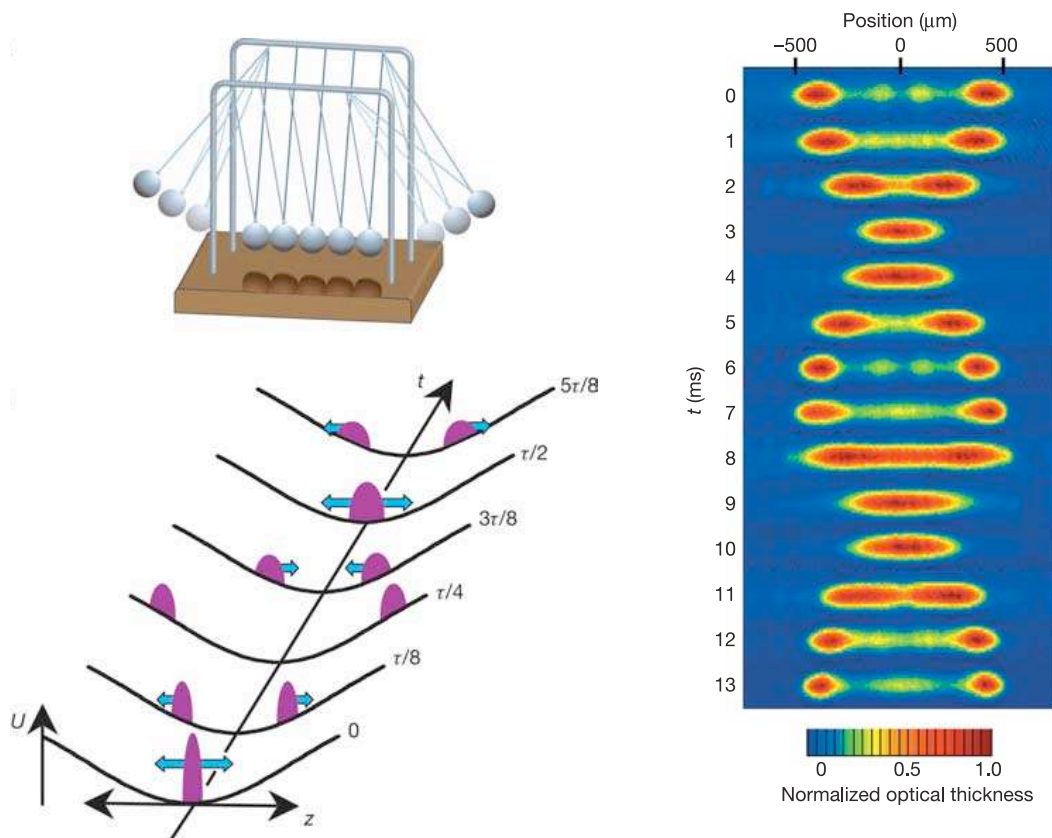 t
5τ/8
τ/2
3τ/8
τ/4
τ/8
0
U
z
Position (μm)
−500 0 500
0
1
2
3
4
5
6
7
8
9
10
11
12
13
t (ms)
0 0.5 1.0
Normalized optical thickness